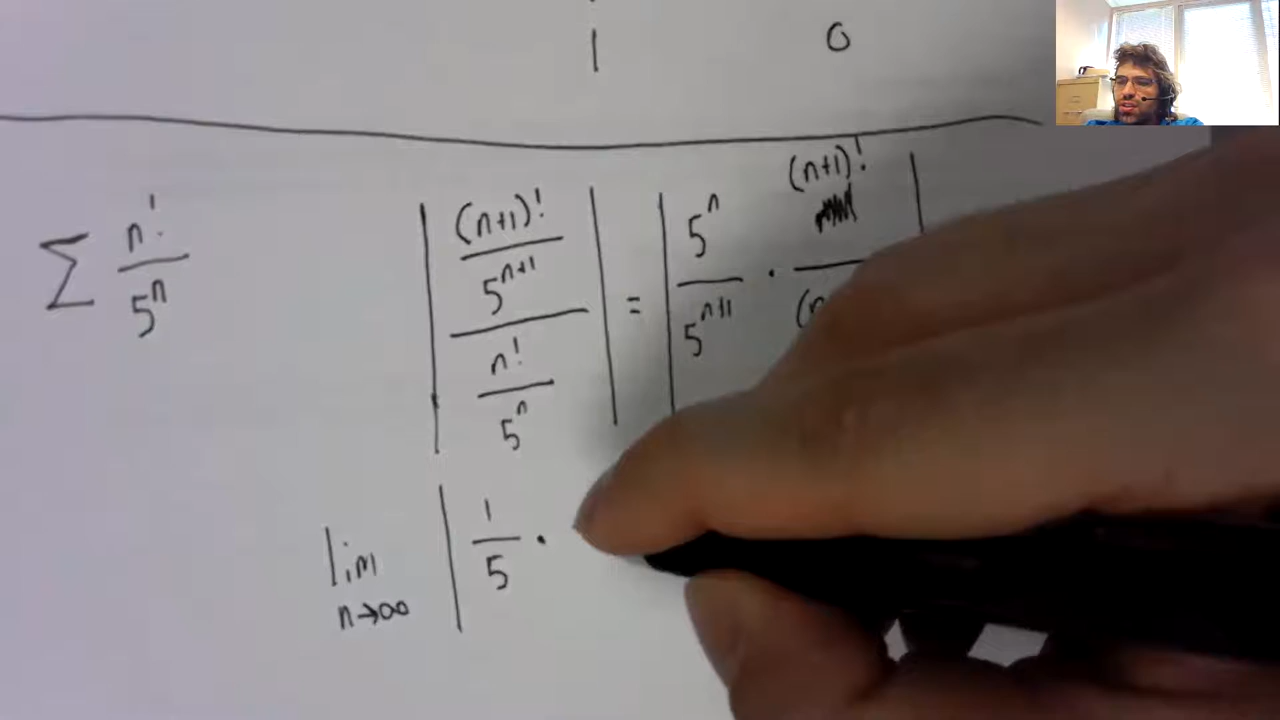 1 0
∑ n!/5^n | ((n+1)!/5^(n+1))/(n!/5^n) | = | 5^n/5^(n+1) · (n+1)!/(n
lim n→∞ | 1/5 ·